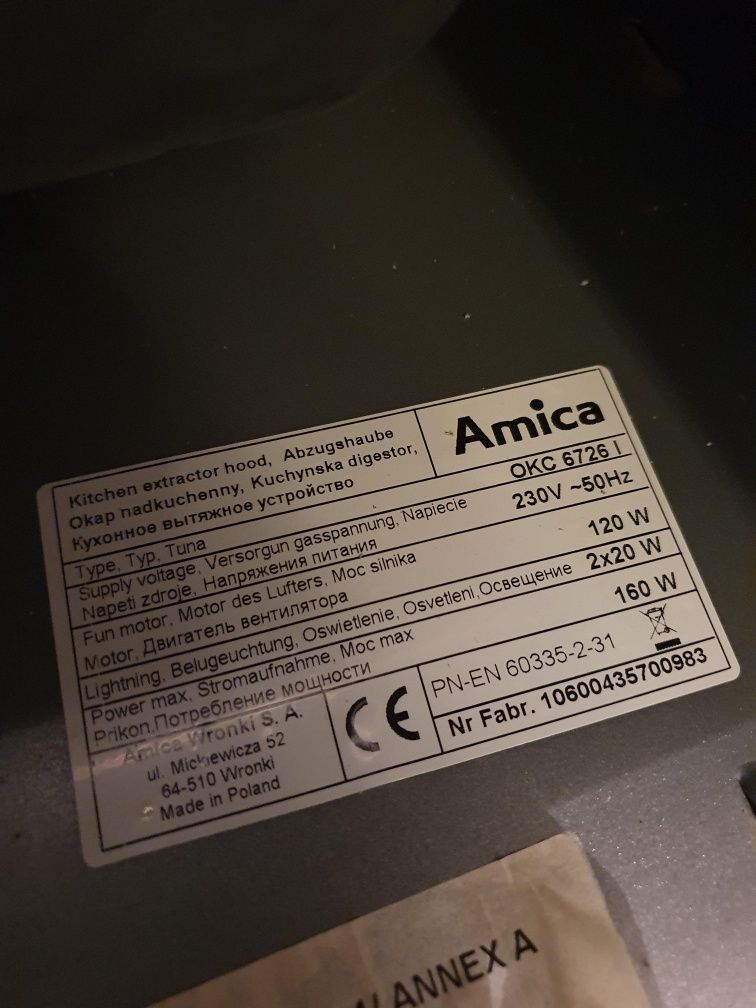 Kitchen extractor hood, Abzugshaube
Okap nadkuchenny, Kuchynska digestor,
Кухонное вытяжное устройство
Amica
Type, Typ, Tuna
OKC 6726 I
Supply voltage, Versorgun gasspannung, Napiecie
Napeti zdroje, Напряжения питания
230V ~50Hz
Fun motor, Motor des Lufters, Moc silnika
Motor, Двигатель вентилятора
120 W
Lightning, Belugeuchtung, Oswietlenie, Osvetleni,Освещение
2x20 W
Power max, Stromaufnahme, Moc max
Prikon,Потребление мощности
160 W
Amica Wronki S. A.
ul. Mickiewicza 52
64-510 Wronki
Made in Poland
CE
PN-EN 60335-2-31
Nr Fabr. 10600435700983
ANNEX A